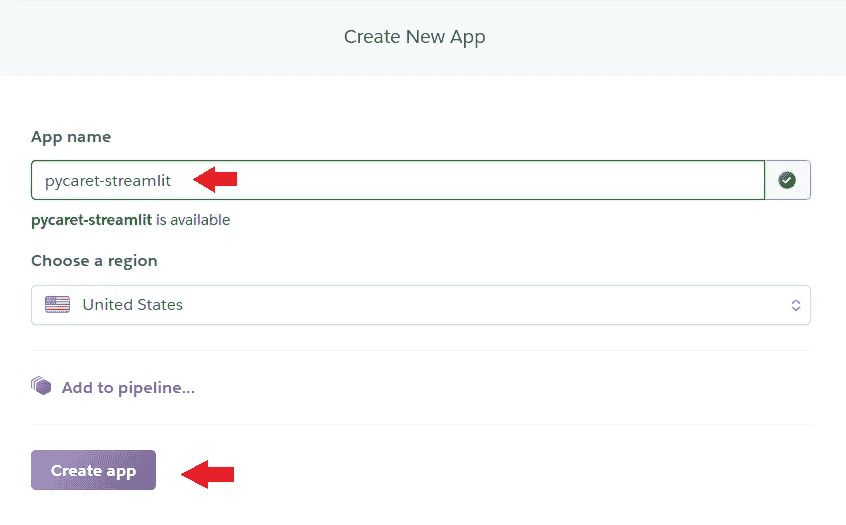 Create New App
App name
pycaret-streamlit
pycaret-streamlit is available
Choose a region
United States
Add to pipeline...
Create app